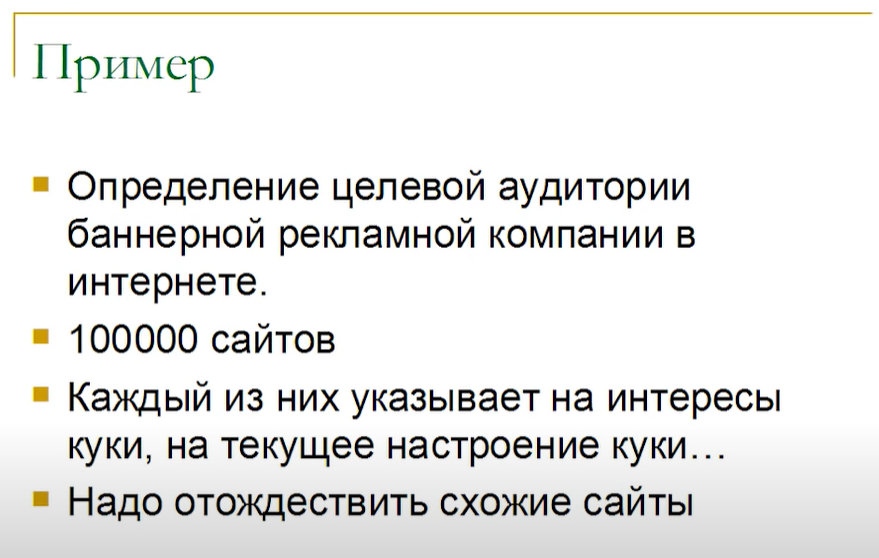 Пример
Определение целевой аудитории
баннерной рекламной компании в
интернете.
100000 сайтов
Каждый из них указывает на интересы
куки, на текущее настроение куки…
Надо отождествить схожие сайты